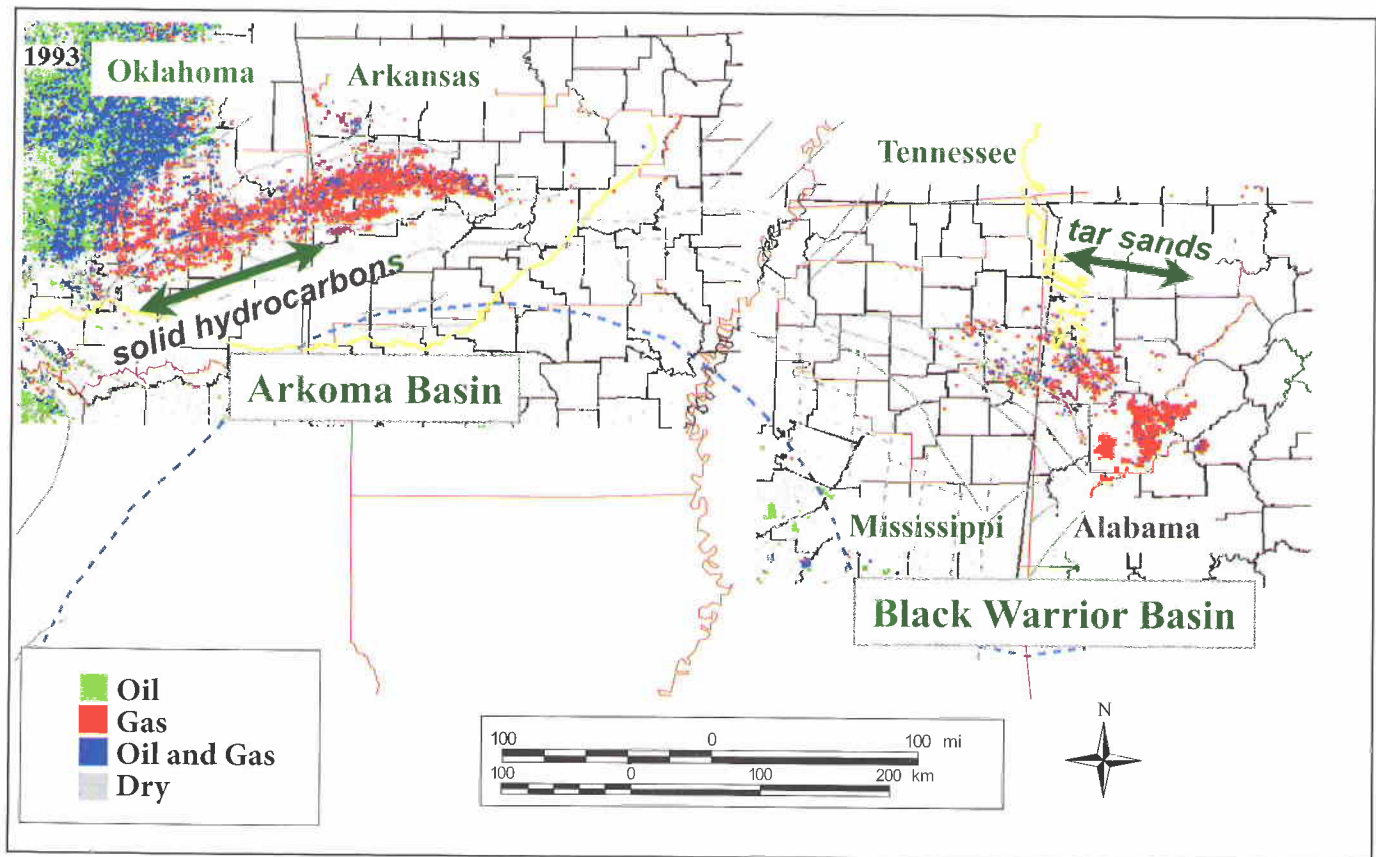 1993
Oklahoma
Arkansas
Tennessee
tar sands
solid hydrocarbons
Arkoma Basin
Mississippi
Alabama
Black Warrior Basin
Oil
Gas
Oil and Gas
Dry
100 0 100 mi
100 0 100 200 km
N